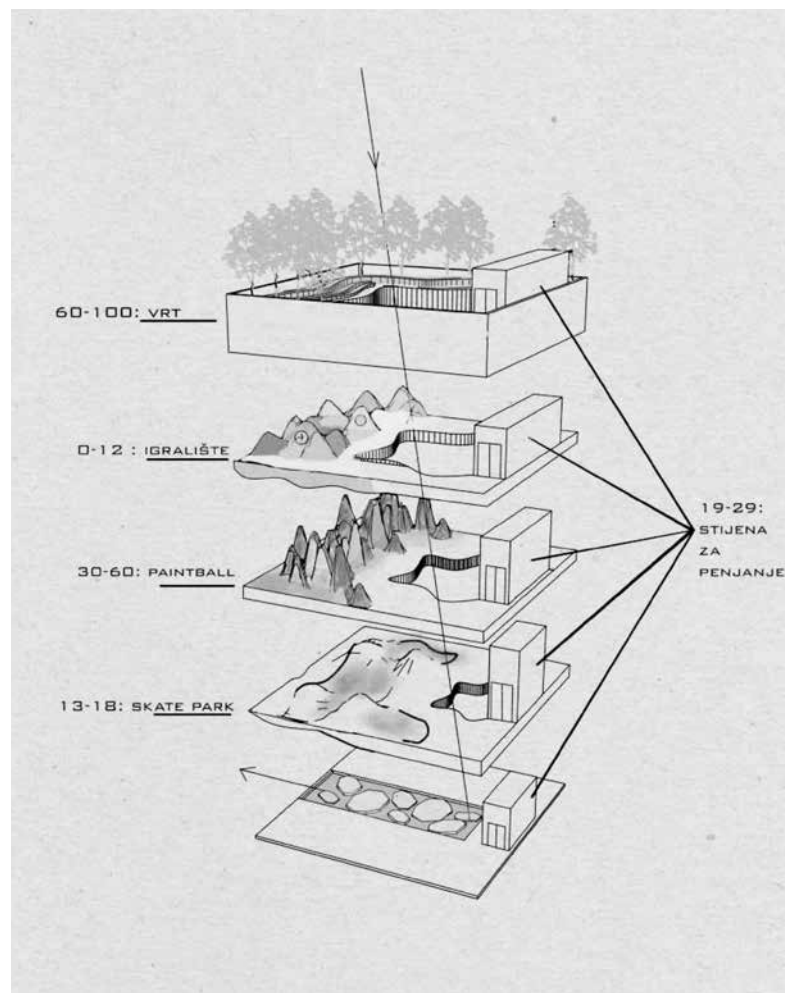 60-100: VRT
0-12 : IGRALIŠTE
30-60: PAINTBALL
13-18: SKATE PARK
19-29:
STIJENA
ZA
PENJANJE